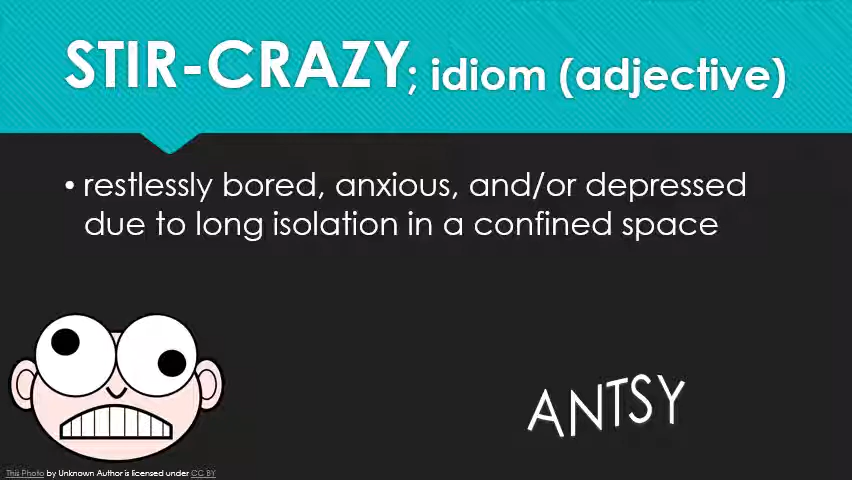 STIR-CRAZY; idiom (adjective)
• restlessly bored, anxious, and/or depressed
due to long isolation in a confined space
ANTSY
This Photo by Unknown Author is licensed under CC BY